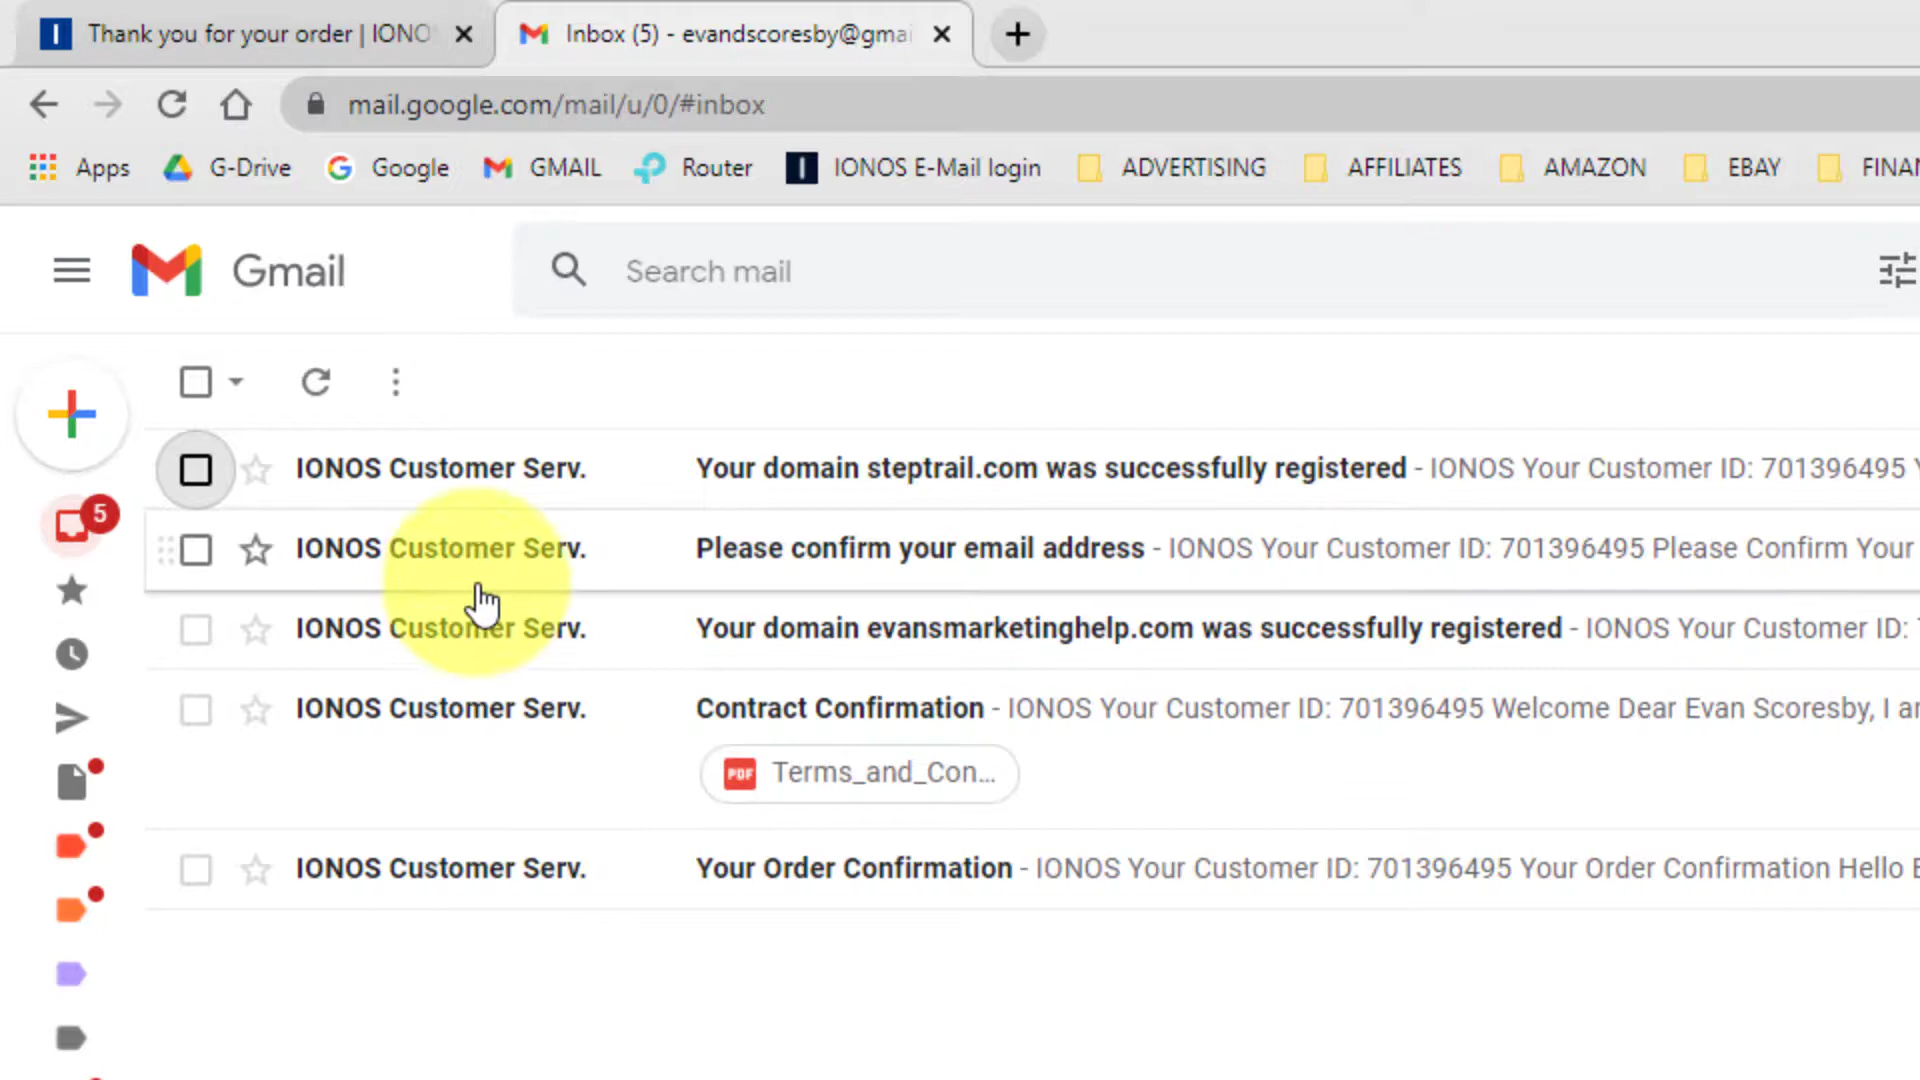 Thank you for your order | IONO
Inbox (5) - evandscoresby@gmai
mail.google.com/mail/u/0/#inbox
Apps G-Drive Google GMAIL Router IONOS E-Mail login ADVERTISING AFFILIATES AMAZON EBAY FINAN
Gmail
Search mail
5
IONOS Customer Serv. Your domain steptrail.com was successfully registered - IONOS Your Customer ID: 701396495
IONOS Customer Serv. Please confirm your email address - IONOS Your Customer ID: 701396495 Please Confirm Your
IONOS Customer Serv. Your domain evansmarketinghelp.com was successfully registered - IONOS Your Customer ID:
IONOS Customer Serv. Contract Confirmation - IONOS Your Customer ID: 701396495 Welcome Dear Evan Scoresby, I
PDF Terms_and_Con...
IONOS Customer Serv. Your Order Confirmation - IONOS Your Customer ID: 701396495 Your Order Confirmation Hello